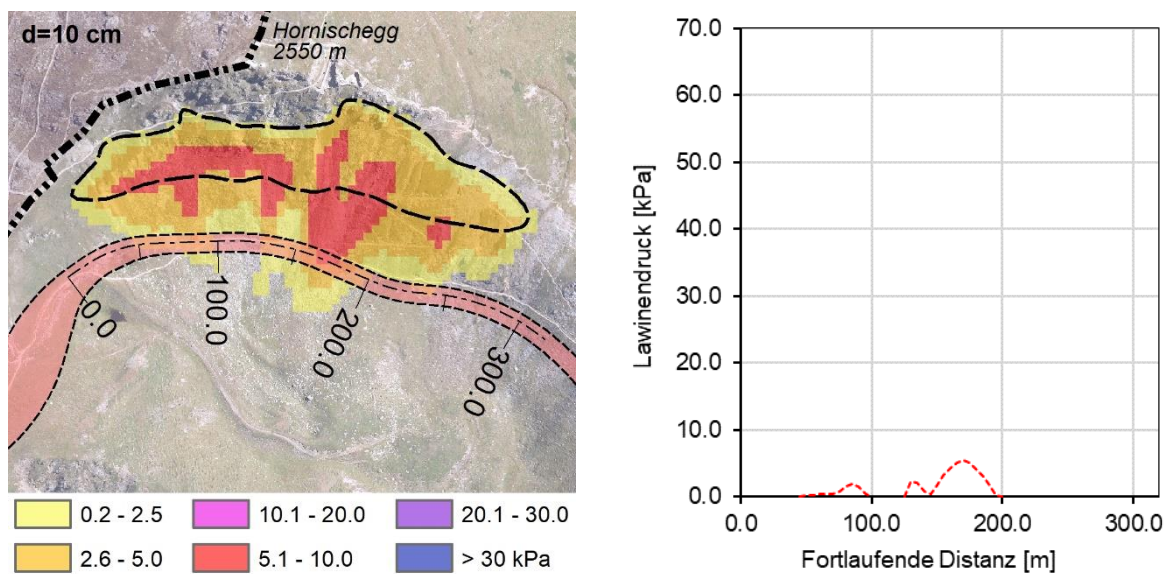 d=10 cm
Hornischegg
2550 m
0.0
100.0
200.0
300.0
0.2 - 2.5
10.1 - 20.0
20.1 - 30.0
2.6 - 5.0
5.1 - 10.0
> 30 kPa
Lawinendruck [kPa]
70.0
60.0
50.0
40.0
30.0
20.0
10.0
0.0
0.0
100.0
200.0
300.0
Fortlaufende Distanz [m]